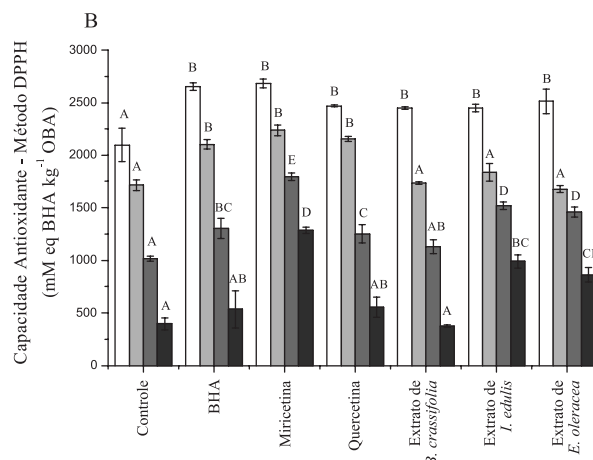 B
Capacidade Antioxidante - Método DPPH
(mM eq BHA kg⁻¹ OBA)
3000
2500
2000
1500
1000
500
0
A
A
A
A
B
B
BC
AB
B
B
E
D
B
B
C
AB
B
A
AB
A
B
A
D
BC
B
A
D
Controle
BHA
Miricetina
Quercetina
Extrato de
B. crassifolia
Extrato de
I. edulis
Extrato de
E. oleracea